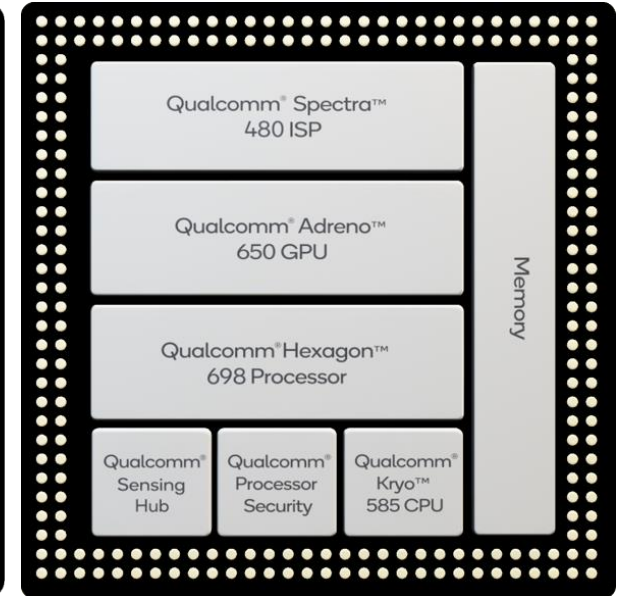 Qualcomm® Spectra™
480 ISP
Qualcomm® Adreno™
650 GPU
Qualcomm® Hexagon™
698 Processor
Qualcomm®
Sensing
Hub
Qualcomm®
Processor
Security
Qualcomm®
Kryo™
585 CPU
Memory